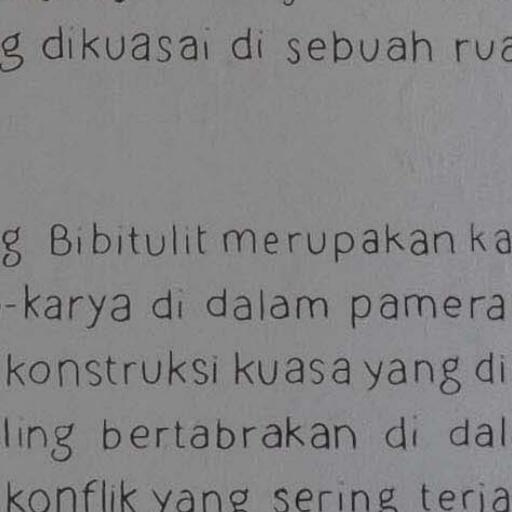 g dikuasai di sebuah rua
g Bibitulit merupakan ka
-karya di dalam pamera
konstruksi kuasa yang di
ling bertabrakan di dal
konflik yang sering terja